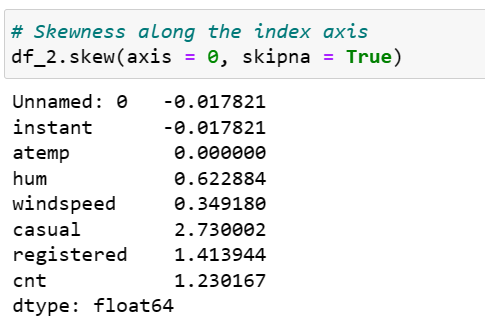 # Skewness along the index axis
df_2.skew(axis = 0, skipna = True)
Unnamed: 0   -0.017821
instant      -0.017821
atemp         0.000000
hum           0.622884
windspeed     0.349180
casual        2.730002
registered    1.413944
cnt           1.230167
dtype: float64